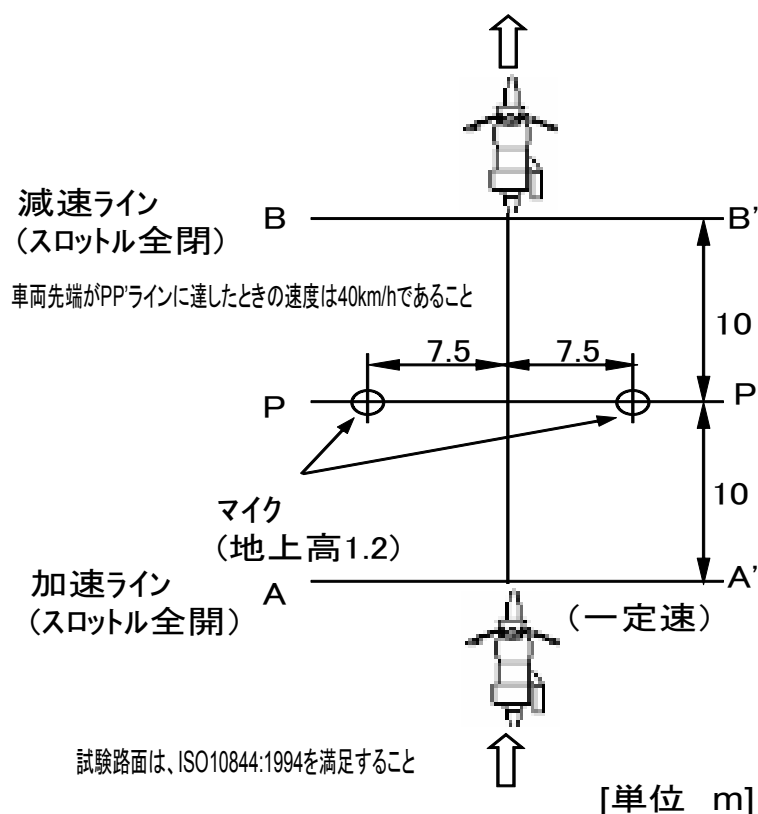 減速ライン
(スロットル全閉)
B
B'
車両先端がPP'ラインに達したときの速度は40km/hであること
10
7.5
7.5
P
P
10
マイク
(地上高1.2)
加速ライン
(スロットル全開)
A
A'
(一定速)
試験路面は、ISO10844:1994を満足すること
[単位 m]